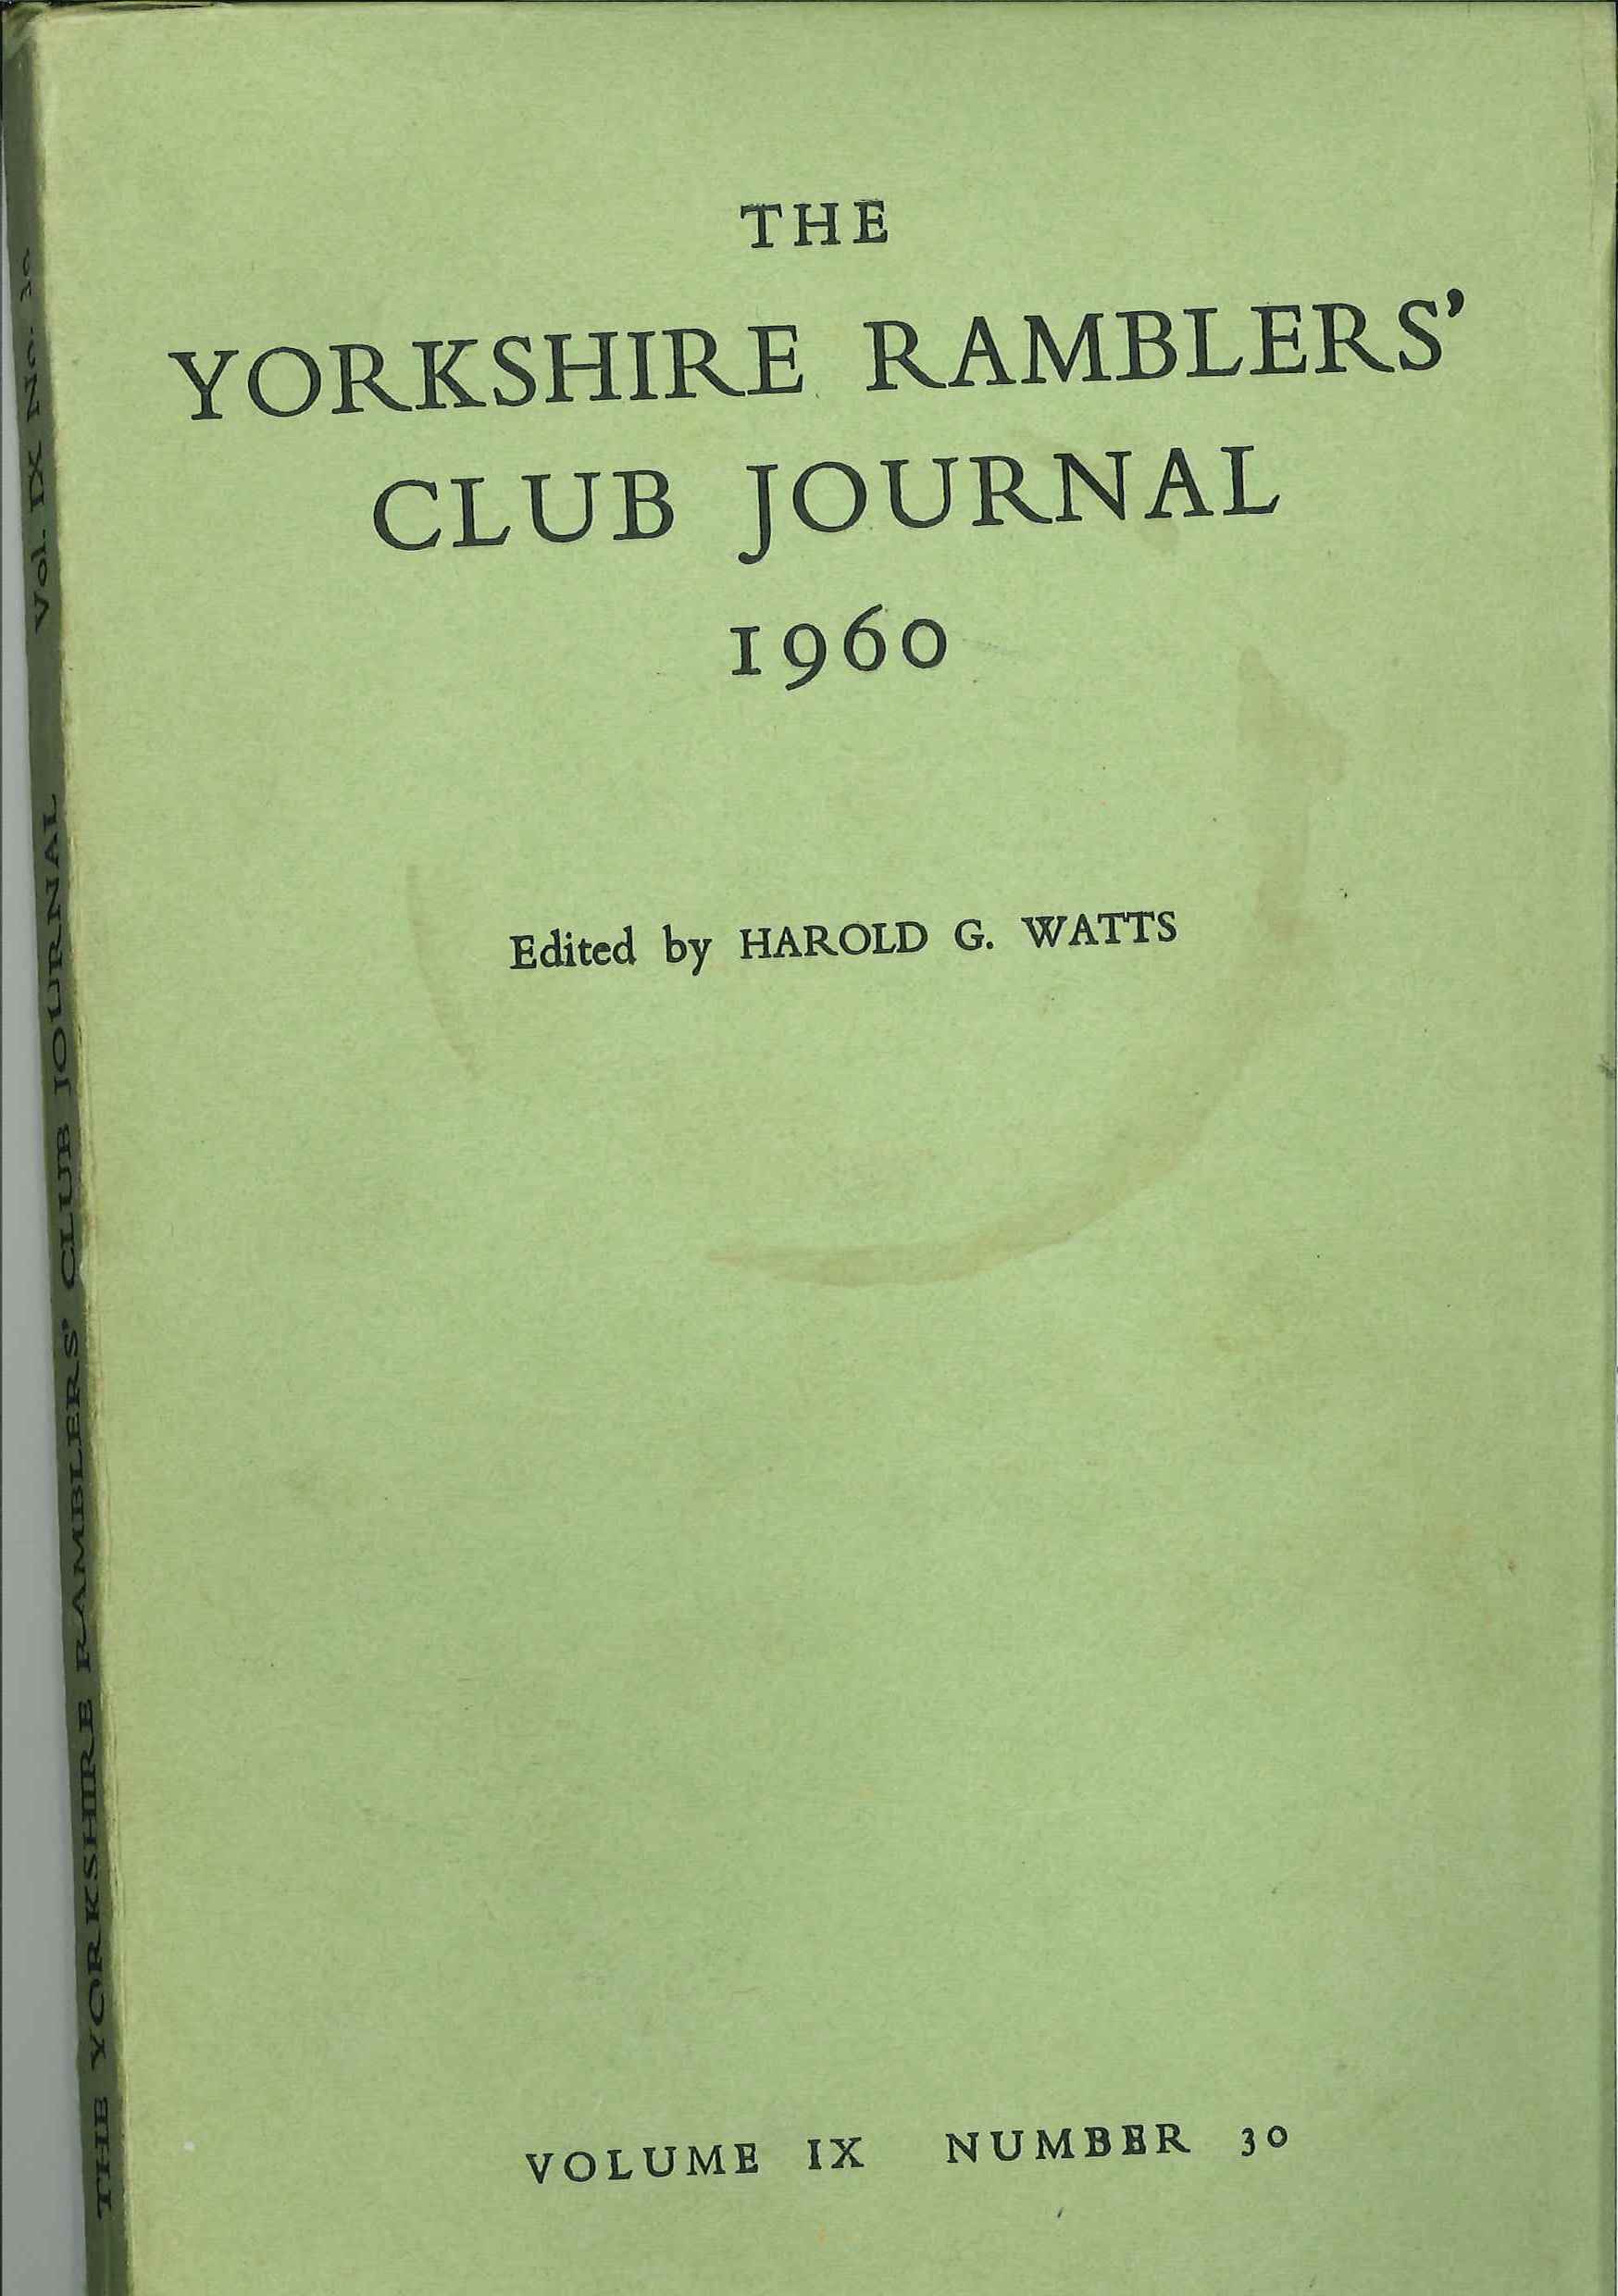 THE
YORKSHIRE RAMBLERS'
CLUB JOURNAL
1960
Edited by HAROLD G. WATTS
VOLUME IX NUMBER 30
THE YORKSHIRE RAMBLERS' CLUB JOURNAL Vol. IX No. 30